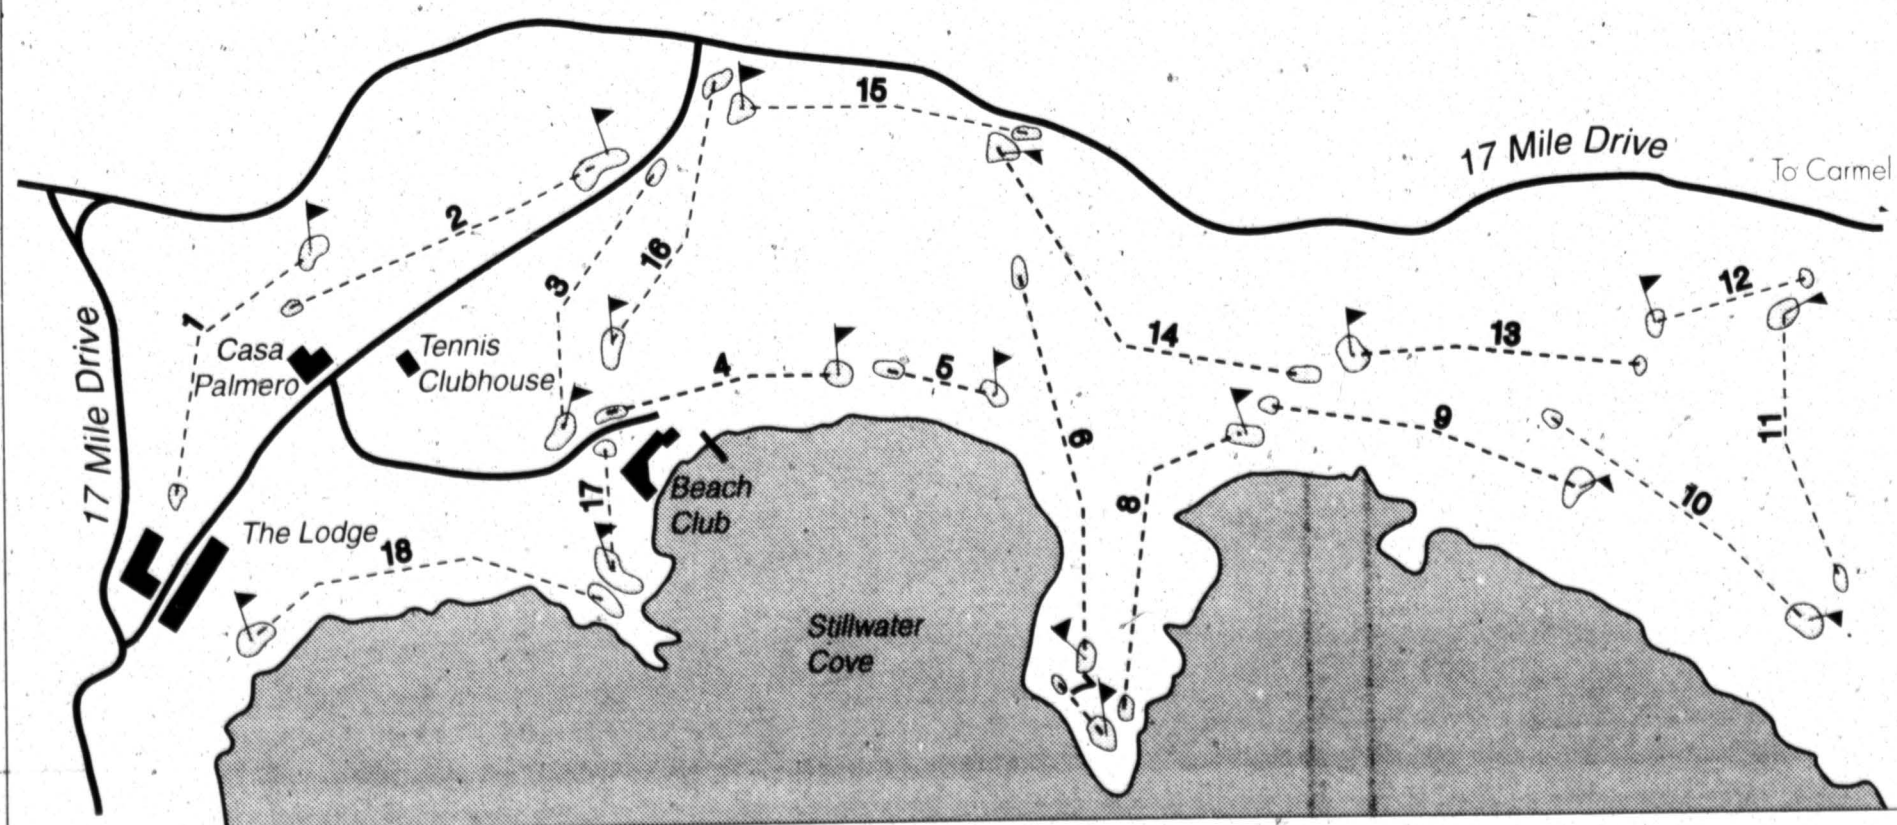 15
17 Mile Drive
To Carmel
2
16
3
12
1
17 Mile Drive
Casa
Palmero
Tennis
Clubhouse
4
5
14
13
6
9
11
17
Beach
Club
8
10
The Lodge
18
Stillwater
Cove
7